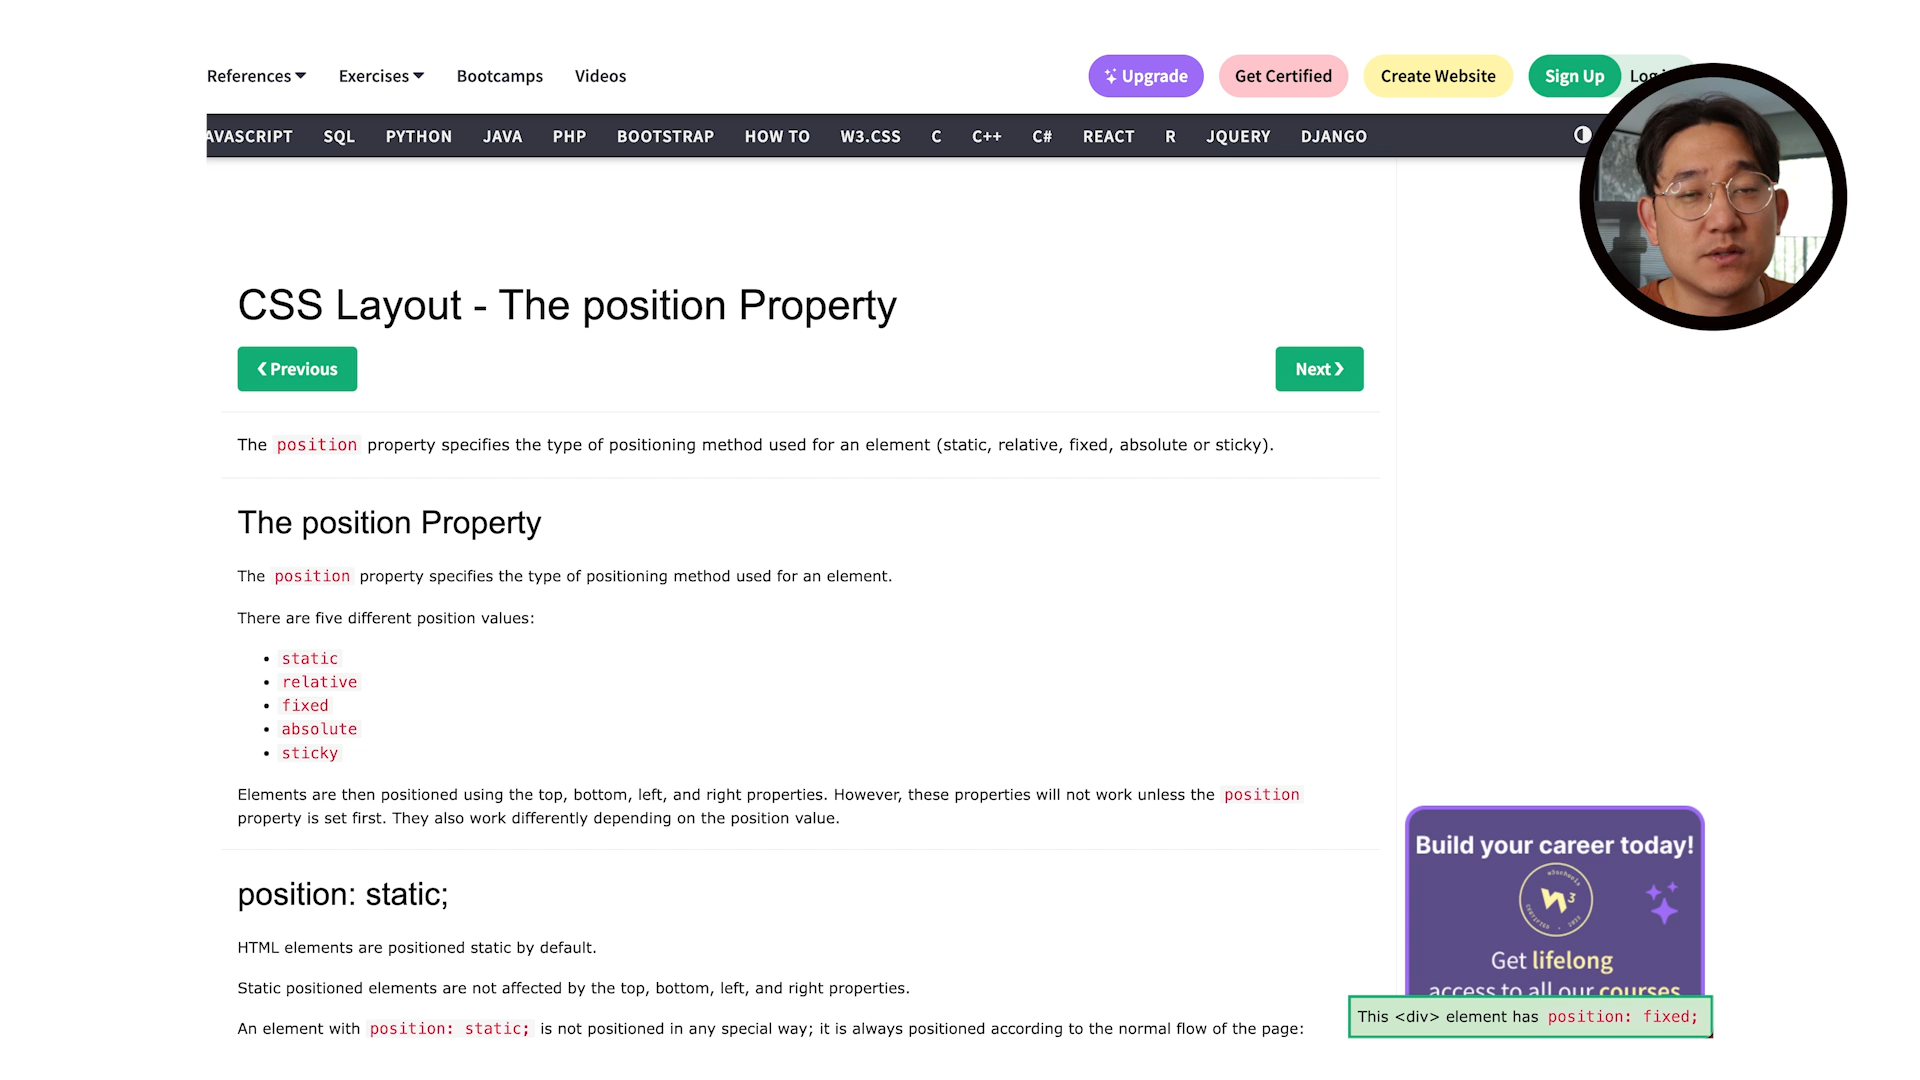 References Exercises Bootcamps Videos Upgrade Get Certified Create Website Sign Up
AVASCRIPT SQL PYTHON JAVA PHP BOOTSTRAP HOW TO W3.CSS C C++ C# REACT R JQUERY DJANGO
CSS Layout - The position Property
❮ Previous
Next ❯
The position property specifies the type of positioning method used for an element (static, relative, fixed, absolute or sticky).
The position Property
The position property specifies the type of positioning method used for an element.
There are five different position values:
• static
• relative
• fixed
• absolute
• sticky
Elements are then positioned using the top, bottom, left, and right properties. However, these properties will not work unless the position
property is set first. They also work differently depending on the position value.
position: static;
HTML elements are positioned static by default.
Static positioned elements are not affected by the top, bottom, left, and right properties.
An element with position: static; is not positioned in any special way; it is always positioned according to the normal flow of the page:
Build your career today!
w3schools
CERTIFIED . 2022
Get lifelong
access to all our courses
This <div> element has position: fixed;